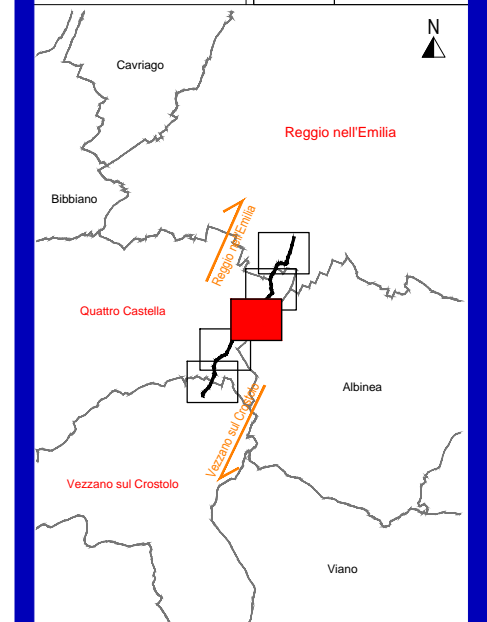 N
Cavriago
Reggio nell'Emilia
Bibbiano
Reggio nell'Emilia
Quattro Castella
Albinea
Vezzano sul Crostolo
Vezzano sul Crostolo
Viano